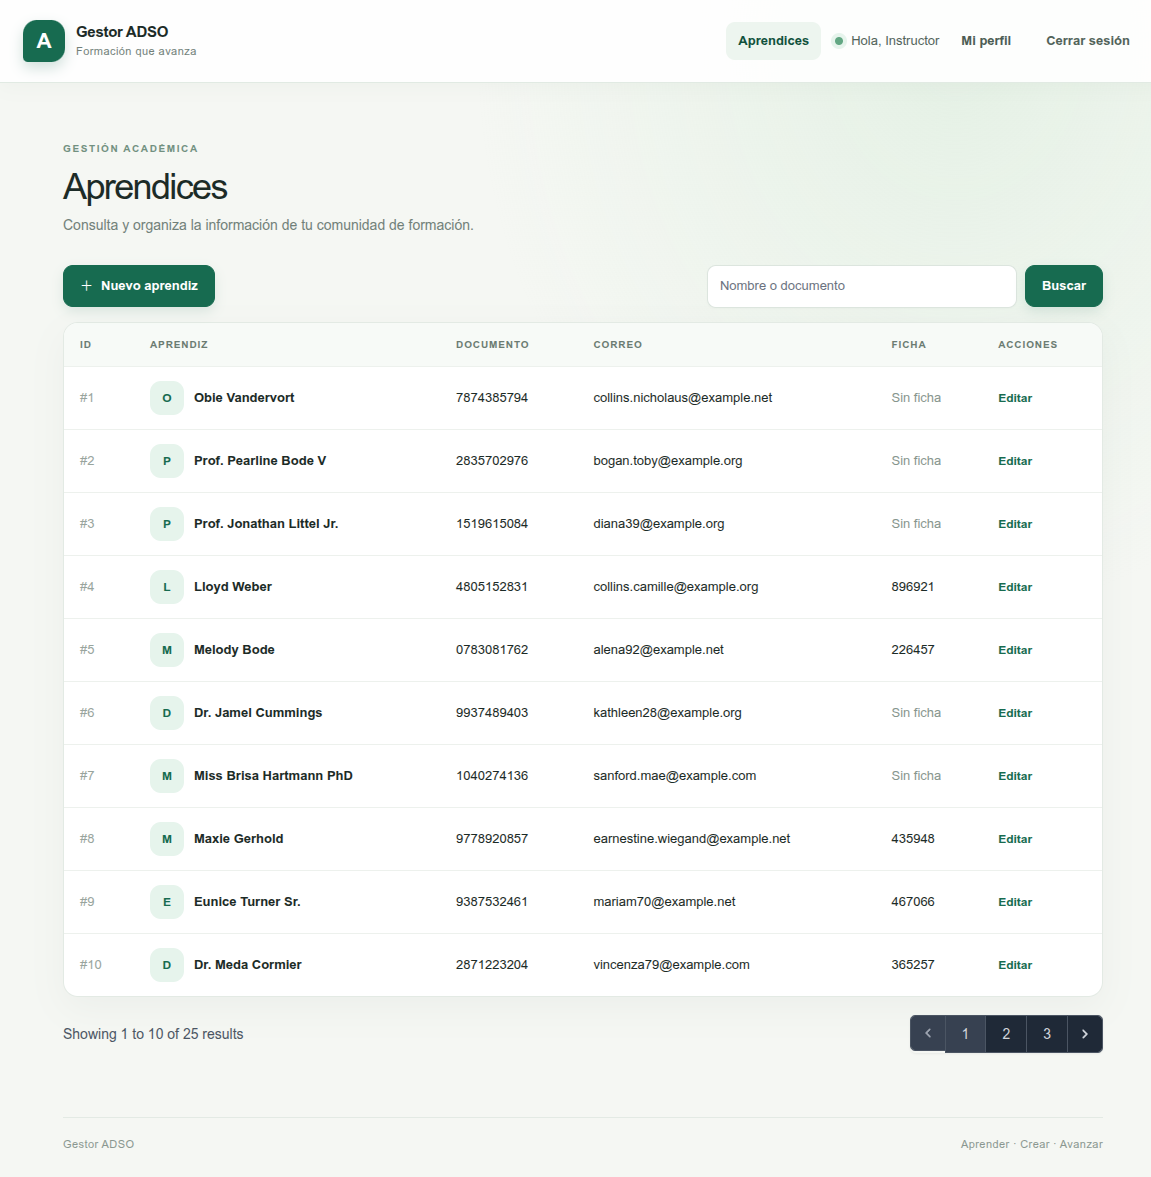 A
Gestor ADSO
Formación que avanza
Aprendices
Hola, Instructor
Mi perfil
Cerrar sesión
GESTIÓN ACADÉMICA
Aprendices
Consulta y organiza la información de tu comunidad de formación.
+ Nuevo aprendiz
Nombre o documento
Buscar
ID APRENDIZ DOCUMENTO CORREO FICHA ACCIONES
#1 O Obie Vandervort 7874385794 collins.nicholaus@example.net Sin ficha Editar
#2 P Prof. Pearline Bode V 2835702976 bogan.toby@example.org Sin ficha Editar
#3 P Prof. Jonathan Littel Jr. 1519615084 diana39@example.org Sin ficha Editar
#4 L Lloyd Weber 4805152831 collins.camille@example.org 896921 Editar
#5 M Melody Bode 0783081762 alena92@example.net 226457 Editar
#6 D Dr. Jamel Cummings 9937489403 kathleen28@example.org Sin ficha Editar
#7 M Miss Brisa Hartmann PhD 1040274136 sanford.mae@example.com Sin ficha Editar
#8 M Maxie Gerhold 9778920857 earnestine.wiegand@example.net 435948 Editar
#9 E Eunice Turner Sr. 9387532461 mariam70@example.net 467066 Editar
#10 D Dr. Meda Cormier 2871223204 vincenza79@example.com 365257 Editar
Showing 1 to 10 of 25 results
‹ 1 2 3 ›
Gestor ADSO
Aprender · Crear · Avanzar